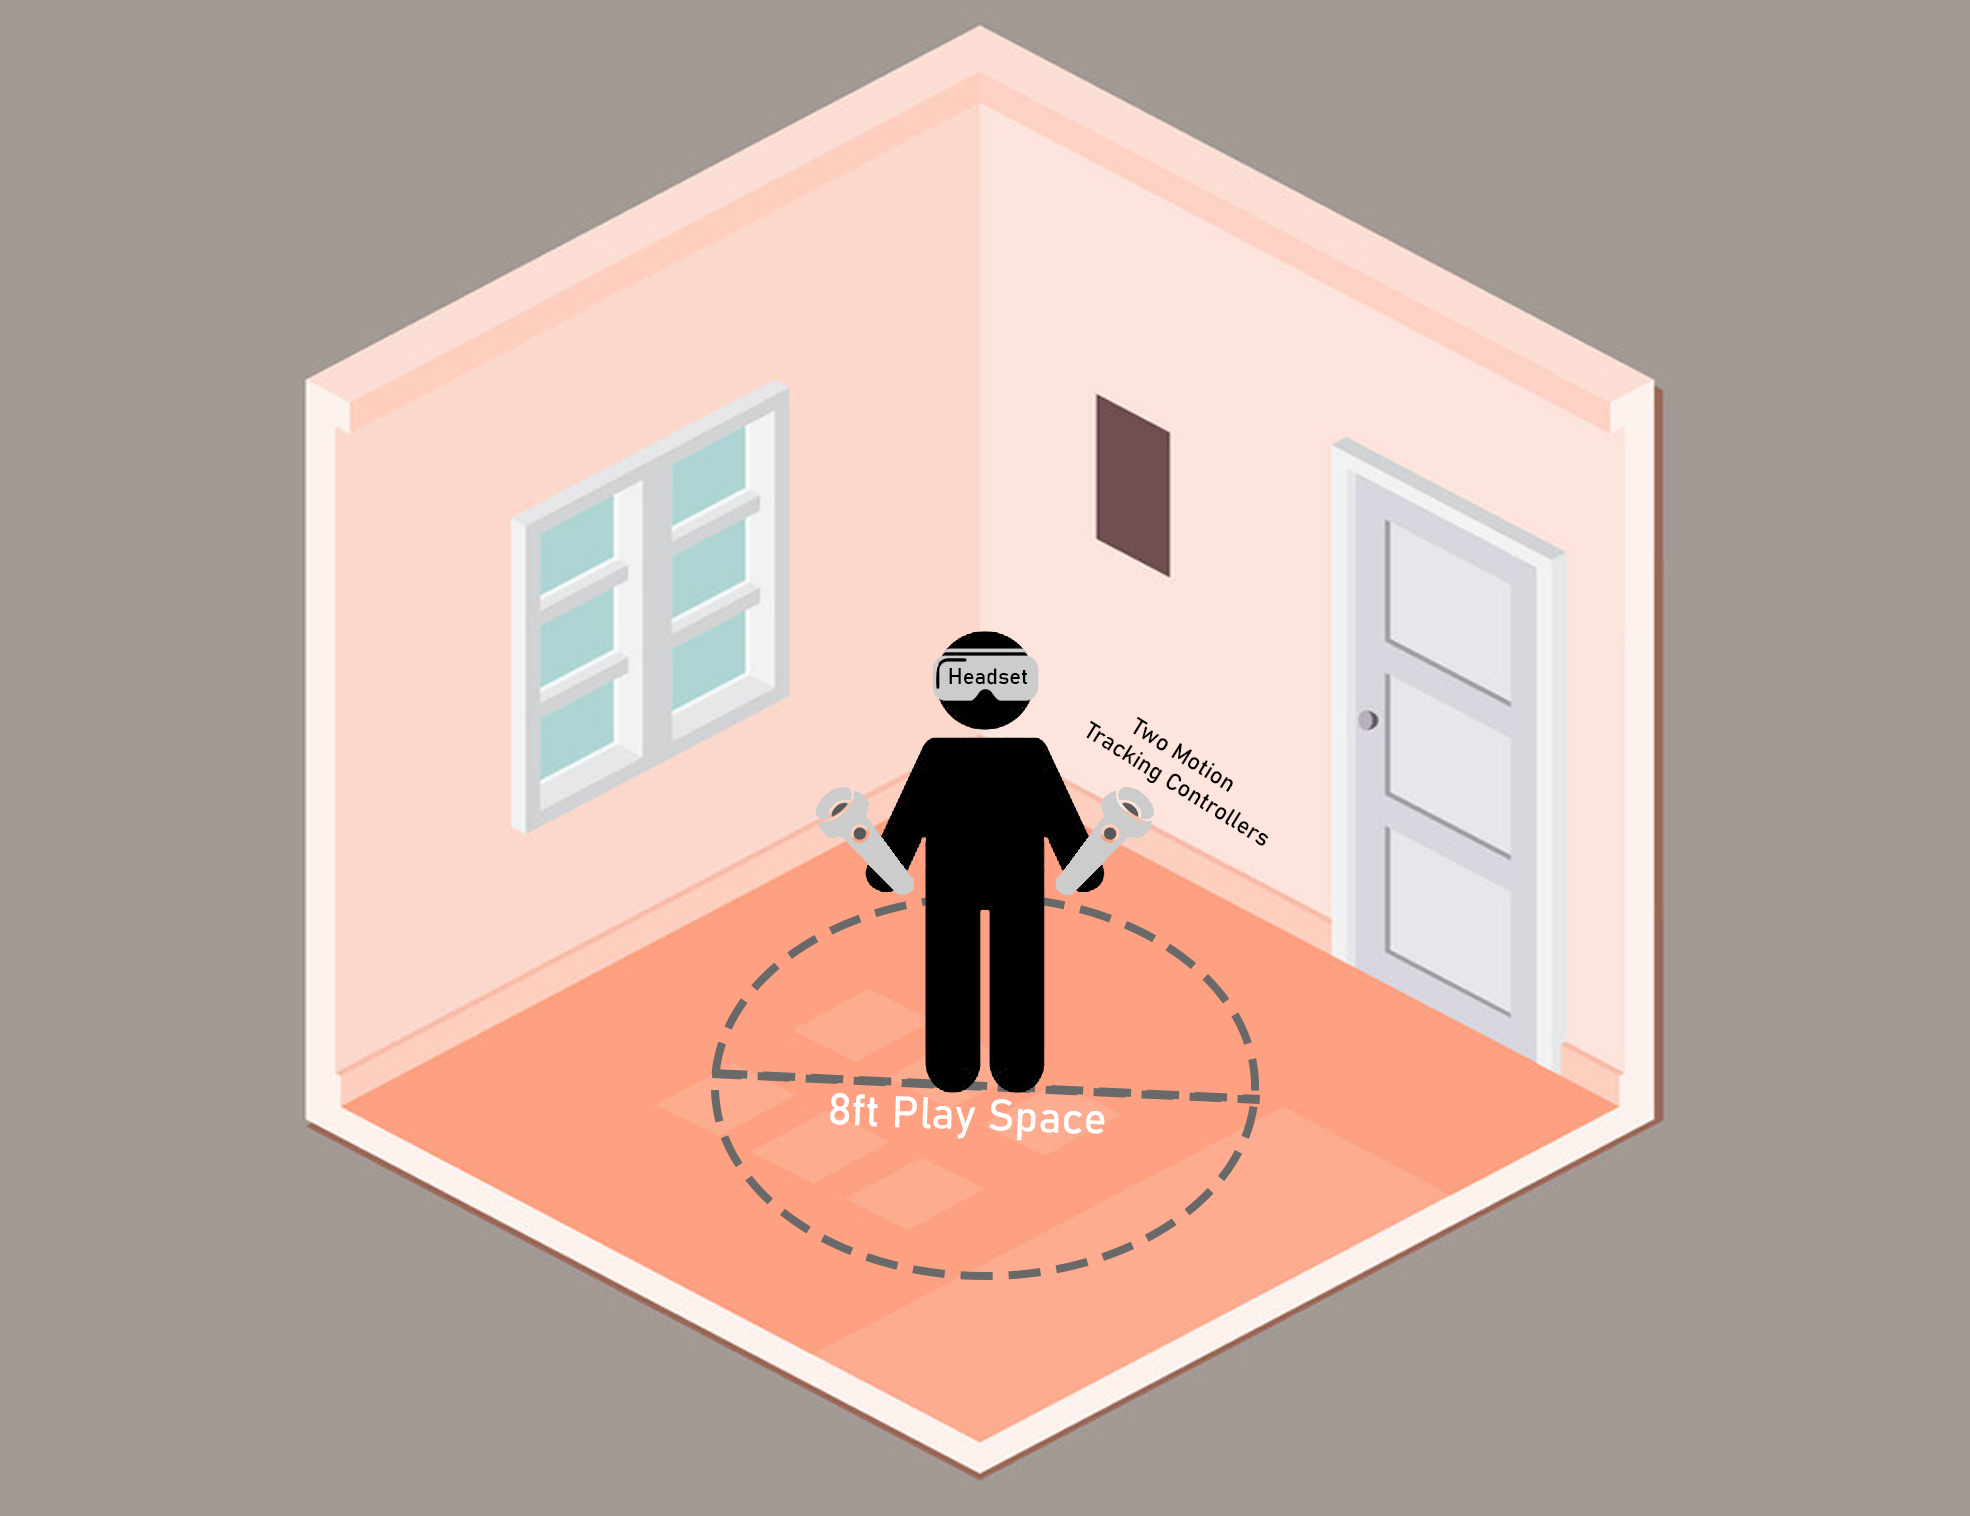 Headset
Two Motion
Tracking Controllers
8ft Play Space